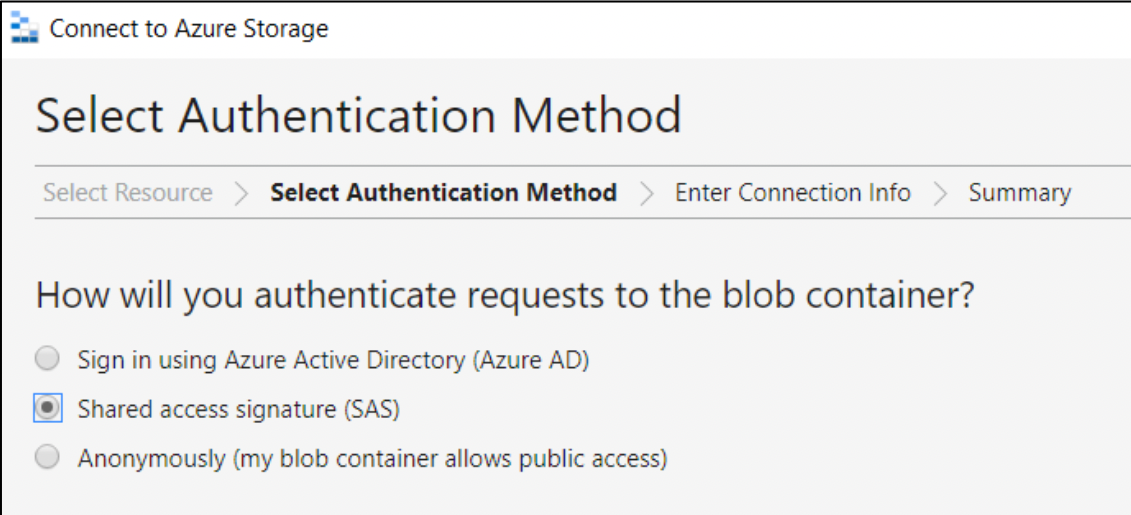 Connect to Azure Storage
Select Authentication Method
Select Resource > Select Authentication Method > Enter Connection Info > Summary
How will you authenticate requests to the blob container?
Sign in using Azure Active Directory (Azure AD)
Shared access signature (SAS)
Anonymously (my blob container allows public access)